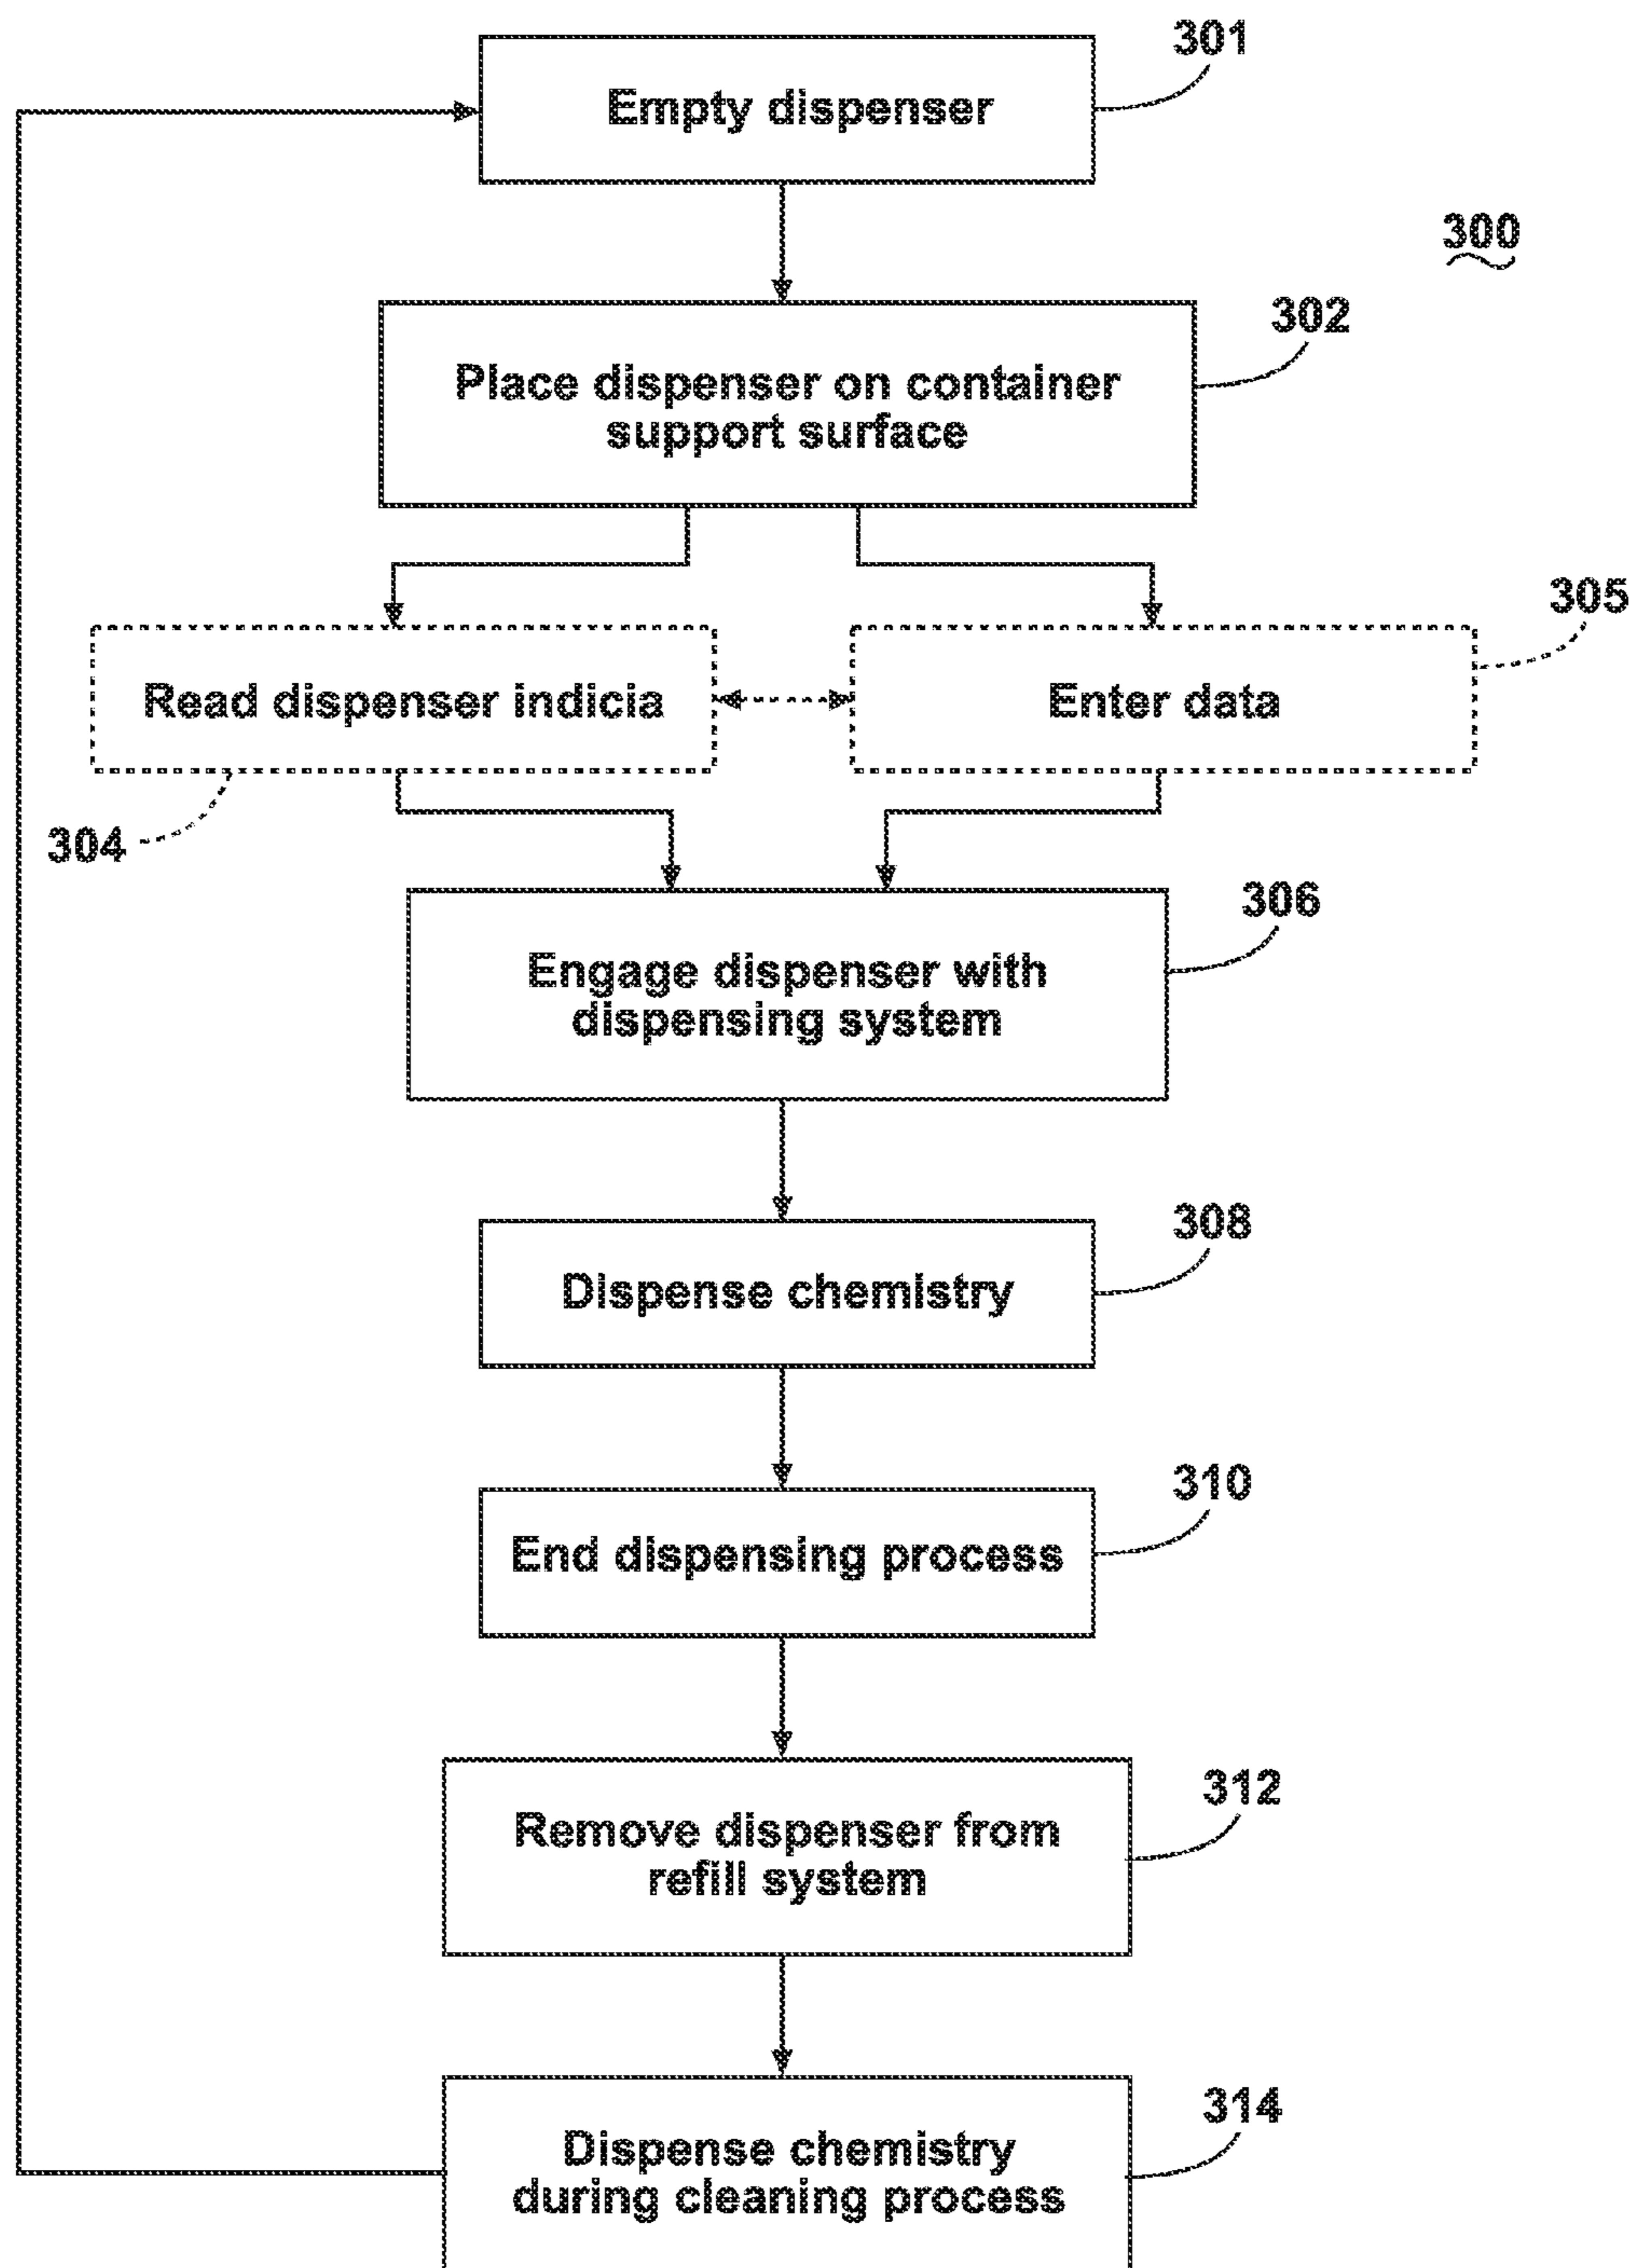 301
Empty dispenser
300
302
Place dispenser on container
support surface
305
Read dispenser indicia
Enter data
304
306
Engage dispenser with
dispensing system
308
Dispense chemistry
310
End dispensing process
312
Remove dispenser from
refill system
314
Dispense chemistry
during cleaning process